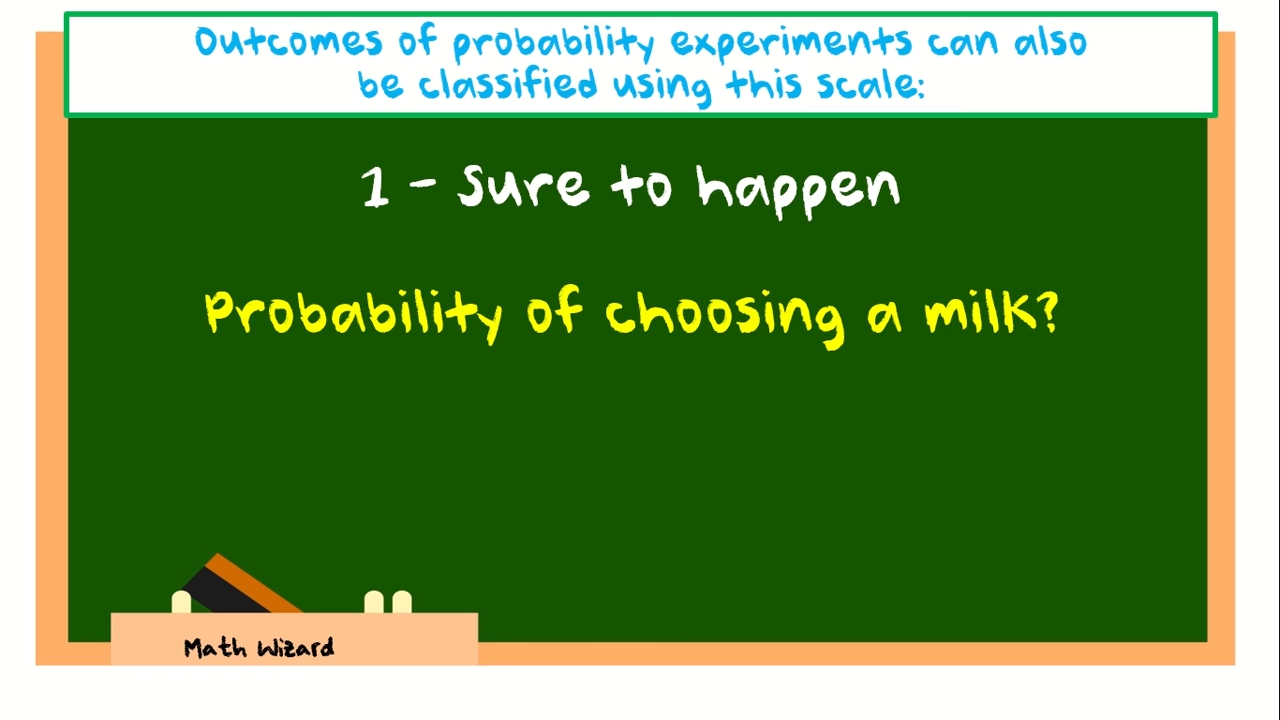 Outcomes of probability experiments can also
be classified using this scale:
1 - Sure to happen
Probability of choosing a milk?
Math Wizard